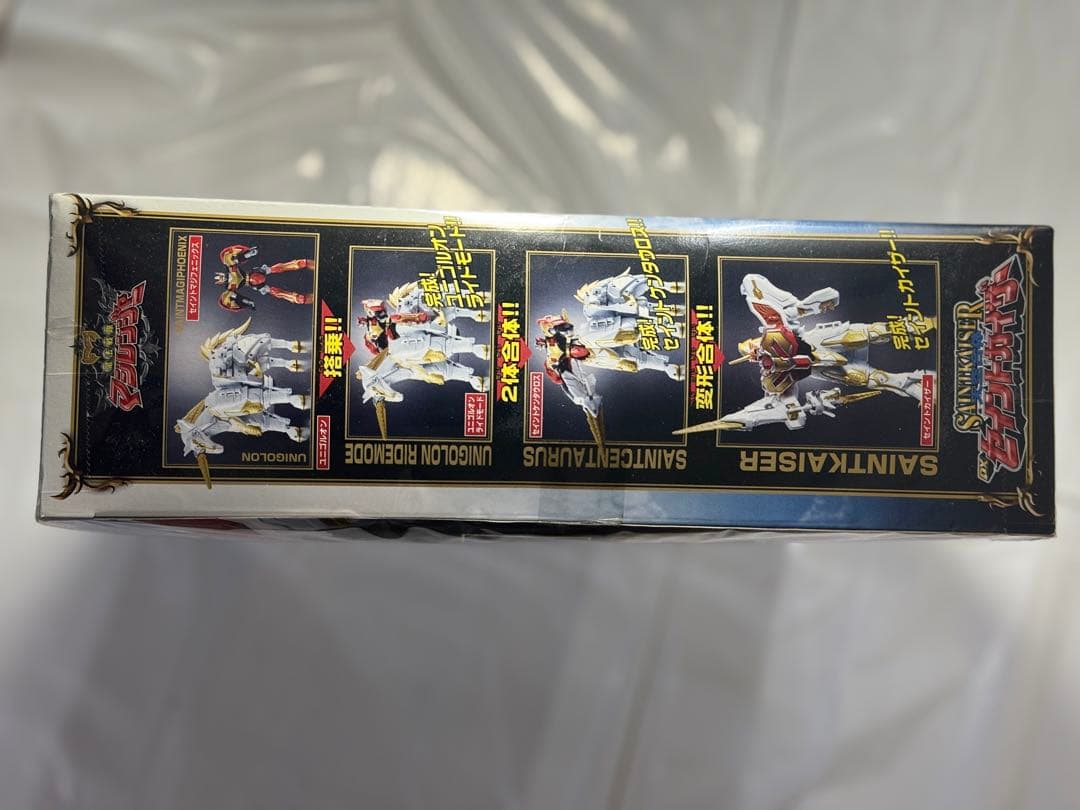 魔法戦隊
マジレンジャー
SAINTMAGIPHOENIX
セイントマジフェニックス
UNIGOLON
ユニゴルオン
搭乗!!
完成!
ユニゴルオン
ライドモード!!
ユニゴルオン
ライドモード
UNIGOLON RIDEMODE
2体合体!!
完成!
セイントケンタウロス!!
セイントケンタウロス
SAINTCENTAURUS
変形合体!!
完成!
セイントカイザー!!
セイントカイザー
SAINTKAISER
SAINTKAISER
DX
セイントカイザー